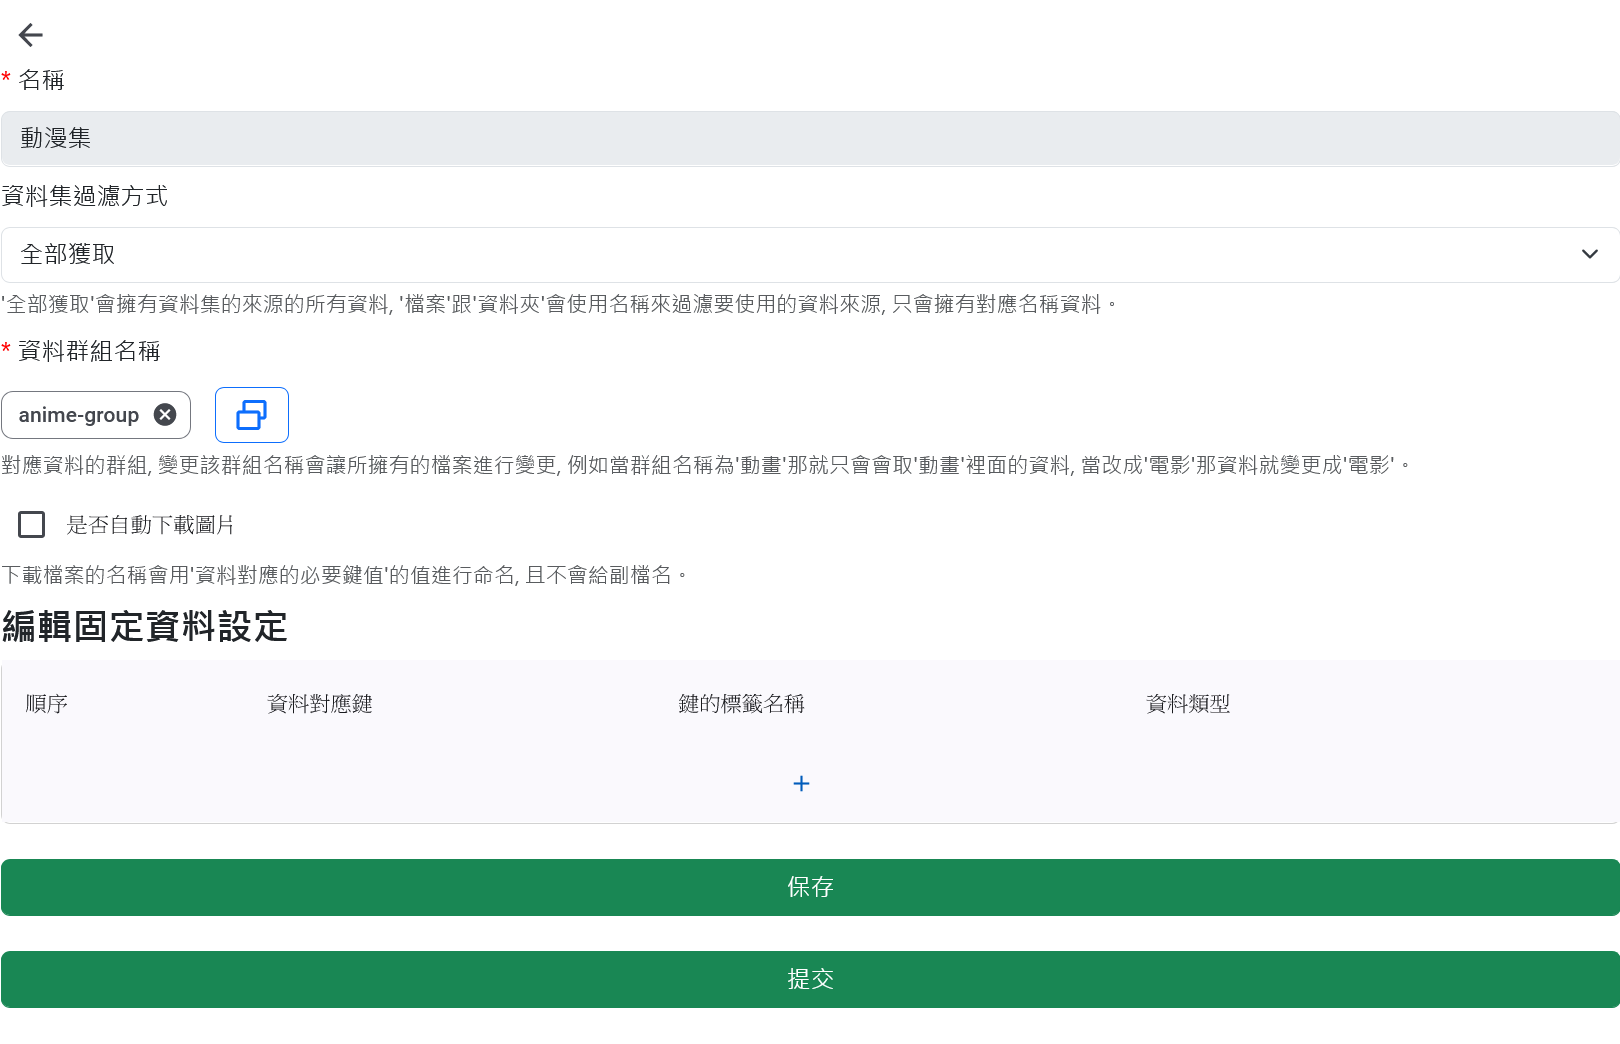 * 名稱
動漫集
資料集過濾方式
全部獲取
'全部獲取'會擁有資料集的來源的所有資料, '檔案'跟'資料夾'會使用名稱來過濾要使用的資料來源, 只會擁有對應名稱資料。
* 資料群組名稱
anime-group
對應資料的群組, 變更該群組名稱會讓所擁有的檔案進行變更, 例如當群組名稱為'動畫'那就只會會取'動畫'裡面的資料, 當改成'電影'那資料就變更成'電影'。
是否自動下載圖片
下載檔案的名稱會用'資料對應的必要鍵值'的值進行命名, 且不會給副檔名。
編輯固定資料設定
順序 資料對應鍵 鍵的標籤名稱 資料類型
+
保存
提交